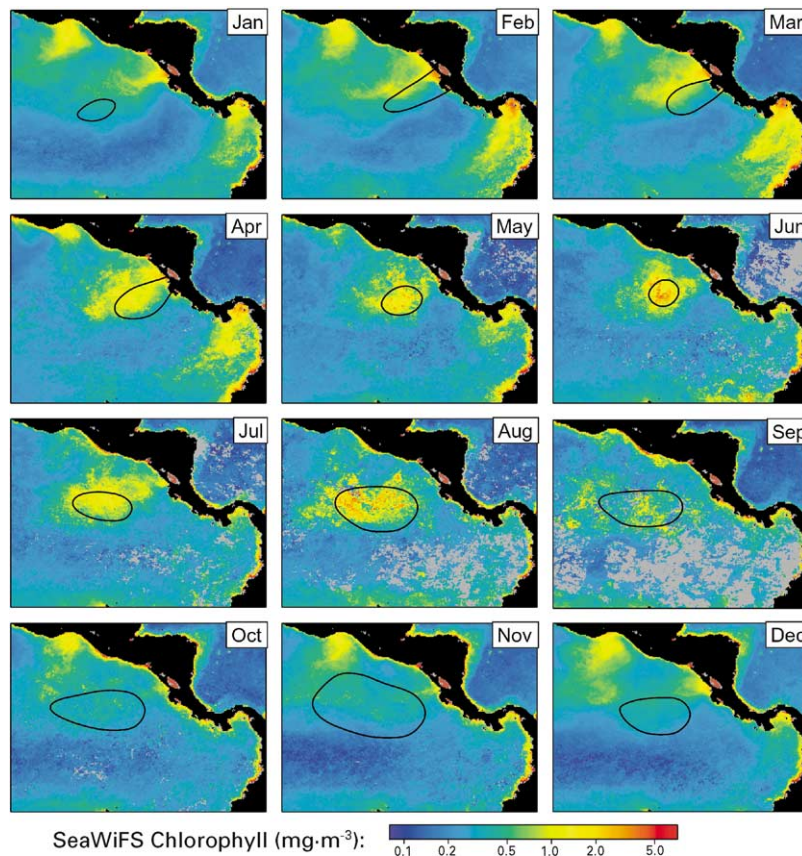 Jan
Feb
Mar
Apr
May
Jun
Jul
Aug
Sep
Oct
Nov
Dec
SeaWiFS Chlorophyll (mg·m⁻³):
0.1 0.2 0.5 1.0 2.0 5.0